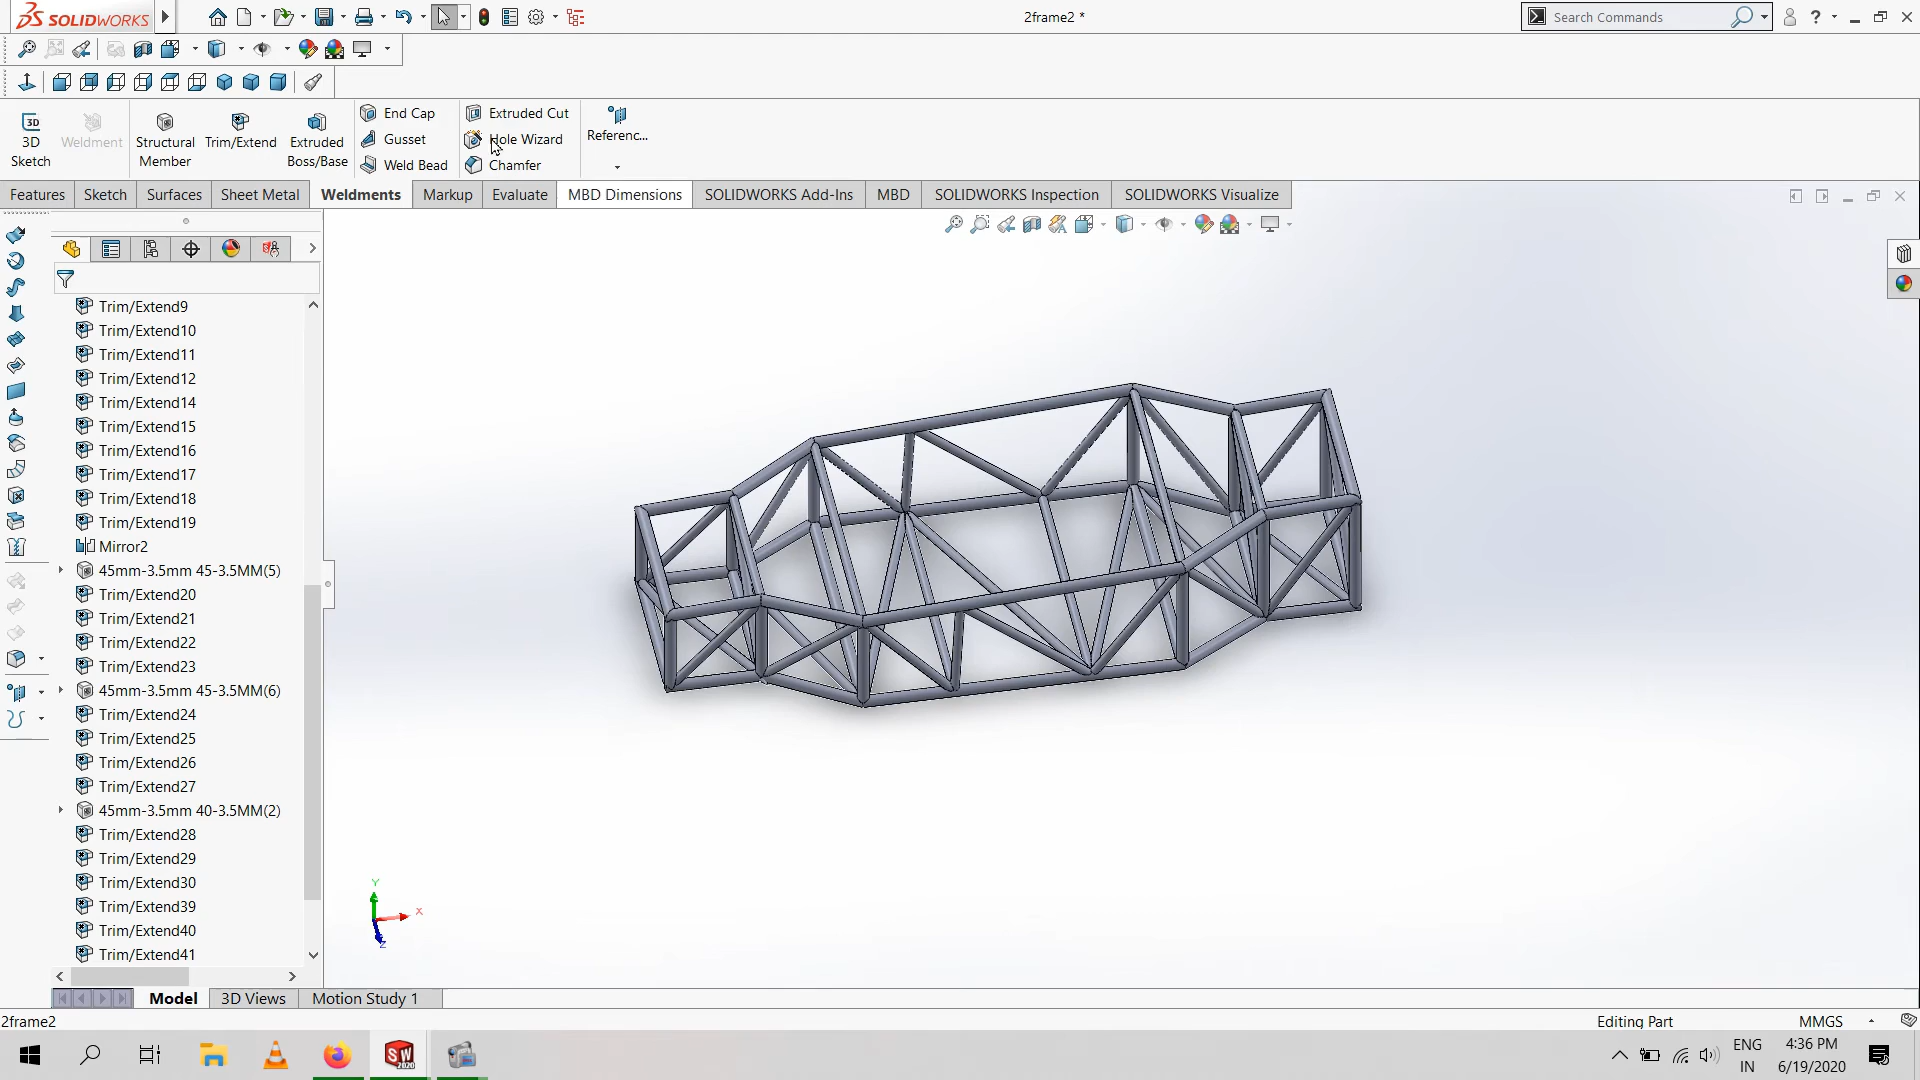 SOLIDWORKS
2frame2 *
Search Commands
?
3D
Sketch
Weldment
Structural
Member
Trim/Extend
Extruded
Boss/Base
End Cap
Gusset
Weld Bead
Extruded Cut
Hole Wizard
Chamfer
Referenc...
Features
Sketch
Surfaces
Sheet Metal
Weldments
Markup
Evaluate
MBD Dimensions
SOLIDWORKS Add-Ins
MBD
SOLIDWORKS Inspection
SOLIDWORKS Visualize
Trim/Extend9
Trim/Extend10
Trim/Extend11
Trim/Extend12
Trim/Extend14
Trim/Extend15
Trim/Extend16
Trim/Extend17
Trim/Extend18
Trim/Extend19
Mirror2
45mm-3.5mm 45-3.5MM(5)
Trim/Extend20
Trim/Extend21
Trim/Extend22
Trim/Extend23
45mm-3.5mm 45-3.5MM(6)
Trim/Extend24
Trim/Extend25
Trim/Extend26
Trim/Extend27
45mm-3.5mm 40-3.5MM(2)
Trim/Extend28
Trim/Extend29
Trim/Extend30
Trim/Extend39
Trim/Extend40
Trim/Extend41
Y
X
Z
Model
3D Views
Motion Study 1
2frame2
Editing Part
MMGS
SW
2020
ENG
IN
4:36 PM
6/19/2020